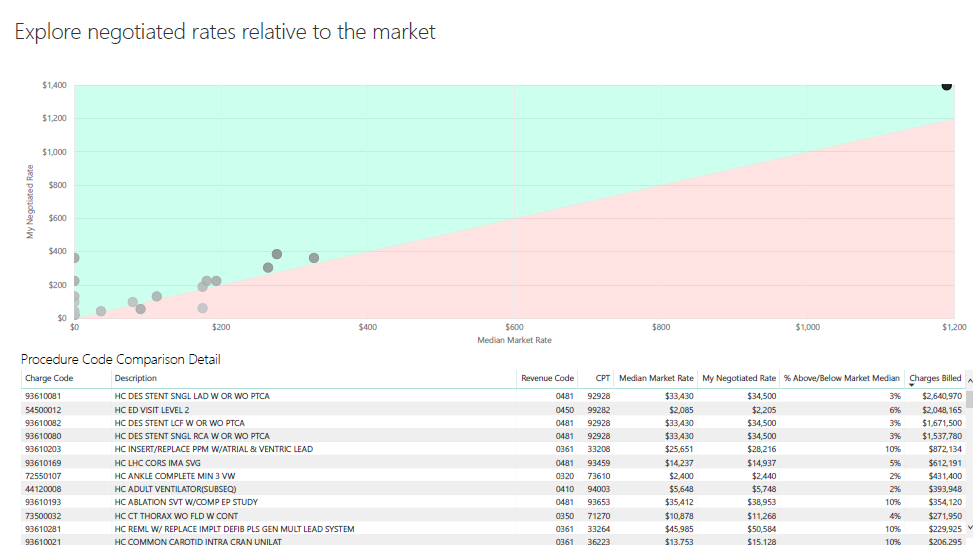 Explore negotiated rates relative to the market
$1,400
$1,200
$1,000
$800
$600
$400
$200
$0
My Negotiated Rate
$0 $200 $400 $600 $800 $1,000 $1,200
Median Market Rate
Procedure Code Comparison Detail
Charge Code Description Revenue Code CPT Median Market Rate My Negotiated Rate % Above/Below Market Median Charges Billed
93610081 HC DES STENT SNGL LAD W OR WO PTCA 0481 92928 $33,430 $34,500 3% $2,640,970
54500012 HC ED VISIT LEVEL 2 0450 99282 $2,085 $2,205 6% $2,048,165
93610082 HC DES STENT LCF W OR WO PTCA 0481 92928 $33,430 $34,500 3% $1,671,500
93610080 HC DES STENT SNGL RCA W OR WO PTCA 0481 92928 $33,430 $34,500 3% $1,537,780
93610203 HC INSERT/REPLACE PPM W/ATRIAL & VENTRIC LEAD 0361 33208 $25,651 $28,216 10% $872,134
93610169 HC LHC CORS IMA SVG 0481 93459 $14,237 $14,937 5% $612,191
72550107 HC ANKLE COMPLETE MIN 3 VW 0320 73610 $2,400 $2,440 2% $431,400
44120008 HC ADULT VENTILATOR(SUBSEQ) 0410 94003 $5,648 $5,748 2% $393,948
93610193 HC ABLATION SVT W/COMP EP STUDY 0481 93653 $35,412 $38,953 10% $354,120
73500032 HC CT THORAX WO FLD W CONT 0350 71270 $10,878 $11,268 4% $271,950
93610281 HC REML W/ REPLACE IMPLT DEFIB PLS GEN MULT LEAD SYSTEM 0361 33264 $45,985 $50,584 10% $229,925
93610021 HC COMMON CAROTID INTRA CRAN UNILAT 0361 36223 $13,753 $15,128 10% $206,295